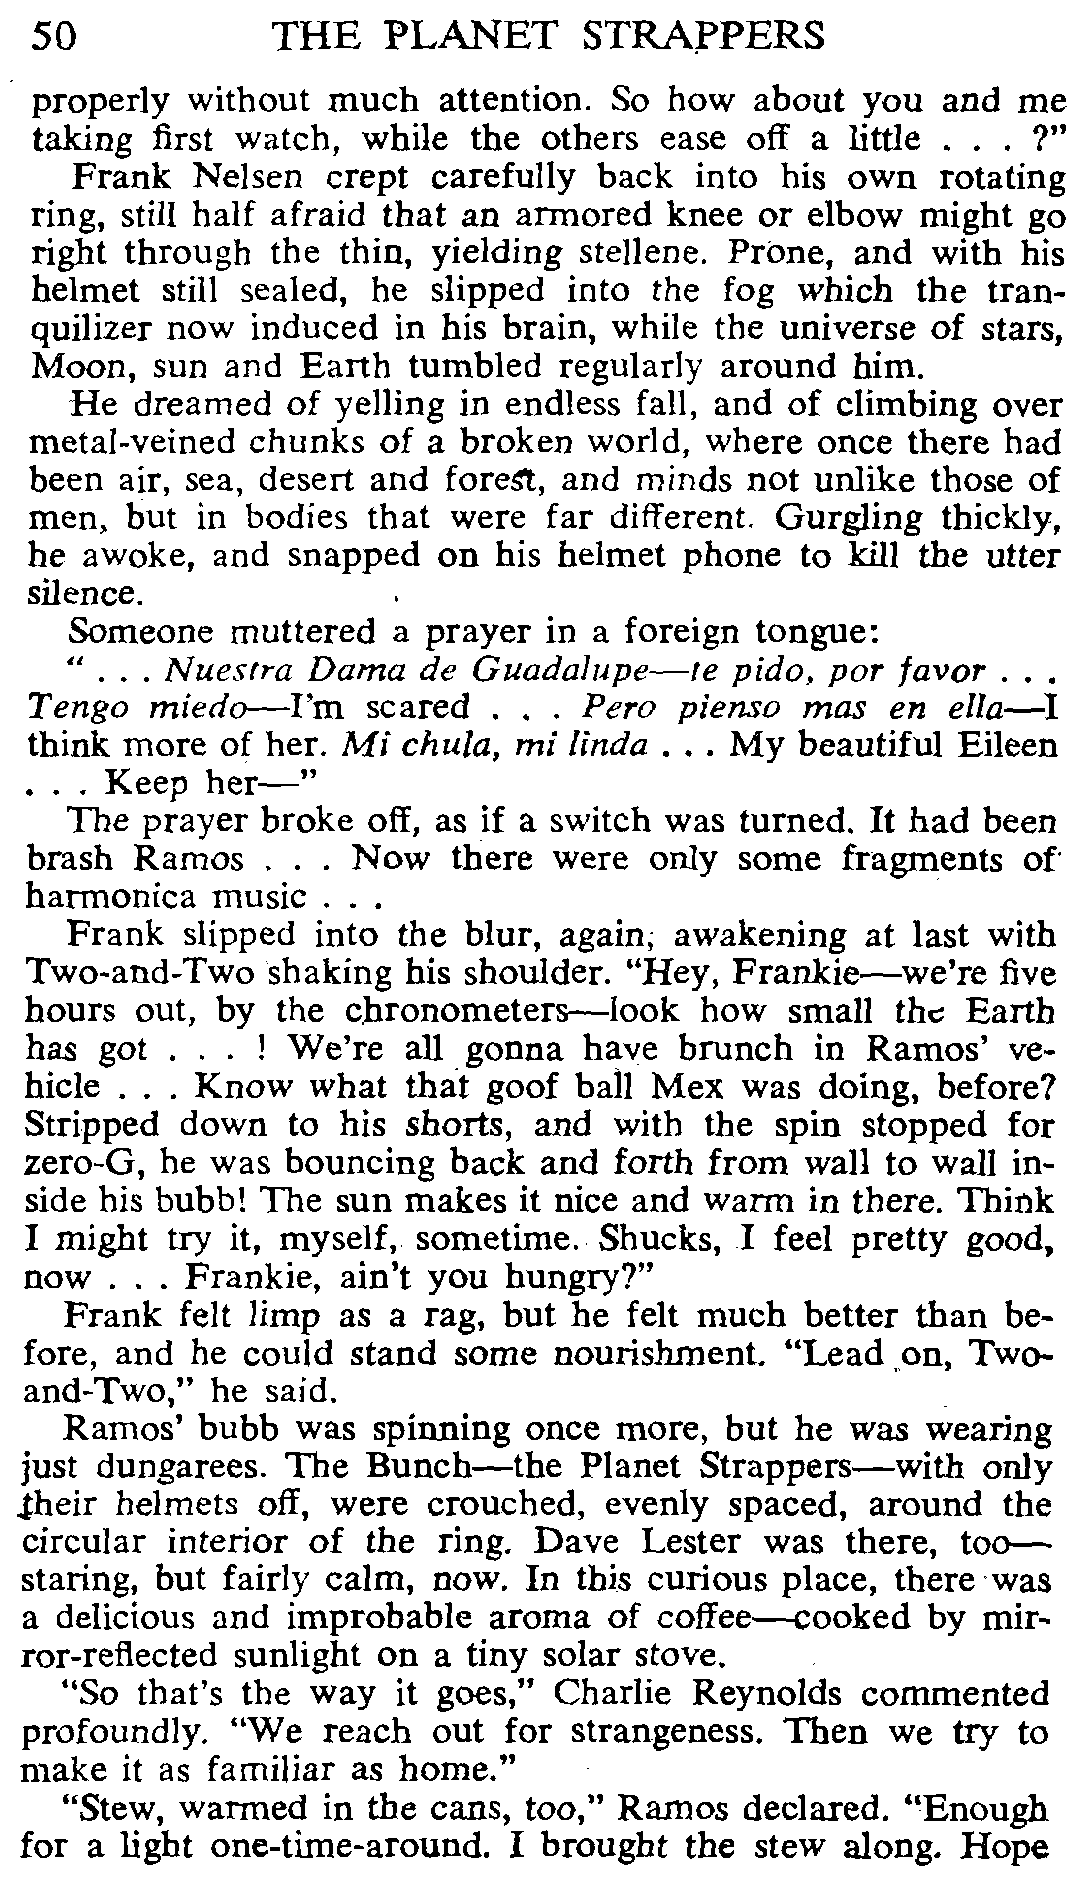 50 THE PLANET STRAPPERS
properly without much attention. So how about you and me
taking first watch, while the others ease off a little . . . ?"
Frank Nelsen crept carefully back into his own rotating
ring, still half afraid that an armored knee or elbow might go
right through the thin, yielding stellene. Prone, and with his
helmet still sealed, he slipped into the fog which the tran-
quilizer now induced in his brain, while the universe of stars,
Moon, sun and Earth tumbled regularly around him.
He dreamed of yelling in endless fall, and of climbing over
metal-veined chunks of a broken world, where once there had
been air, sea, desert and forest, and minds not unlike those of
men, but in bodies that were far different. Gurgling thickly,
he awoke, and snapped on his helmet phone to kill the utter
silence.
Someone muttered a prayer in a foreign tongue:
" . . . Nuestra Dama de Guadalupe—te pido, por favor . . .
Tengo miedo—I'm scared . . . Pero pienso mas en ella—I
think more of her. Mi chula, mi linda . . . My beautiful Eileen
. . . Keep her—"
The prayer broke off, as if a switch was turned. It had been
brash Ramos . . . Now there were only some fragments of
harmonica music . . .
Frank slipped into the blur, again, awakening at last with
Two-and-Two shaking his shoulder. "Hey, Frankie—we're five
hours out, by the chronometers—look how small the Earth
has got . . . ! We're all gonna have brunch in Ramos' ve-
hicle . . . Know what that goof ball Mex was doing, before?
Stripped down to his shorts, and with the spin stopped for
zero-G, he was bouncing back and forth from wall to wall in-
side his bubb! The sun makes it nice and warm in there. Think
I might try it, myself, sometime. Shucks, I feel pretty good,
now . . . Frankie, ain't you hungry?"
Frank felt limp as a rag, but he felt much better than be-
fore, and he could stand some nourishment. "Lead on, Two-
and-Two," he said.
Ramos' bubb was spinning once more, but he was wearing
just dungarees. The Bunch—the Planet Strappers—with only
their helmets off, were crouched, evenly spaced, around the
circular interior of the ring. Dave Lester was there, too—
staring, but fairly calm, now. In this curious place, there was
a delicious and improbable aroma of coffee—cooked by mir-
ror-reflected sunlight on a tiny solar stove.
"So that's the way it goes," Charlie Reynolds commented
profoundly. "We reach out for strangeness. Then we try to
make it as familiar as home."
"Stew, warmed in the cans, too," Ramos declared. "Enough
for a light one-time-around. I brought the stew along. Hope